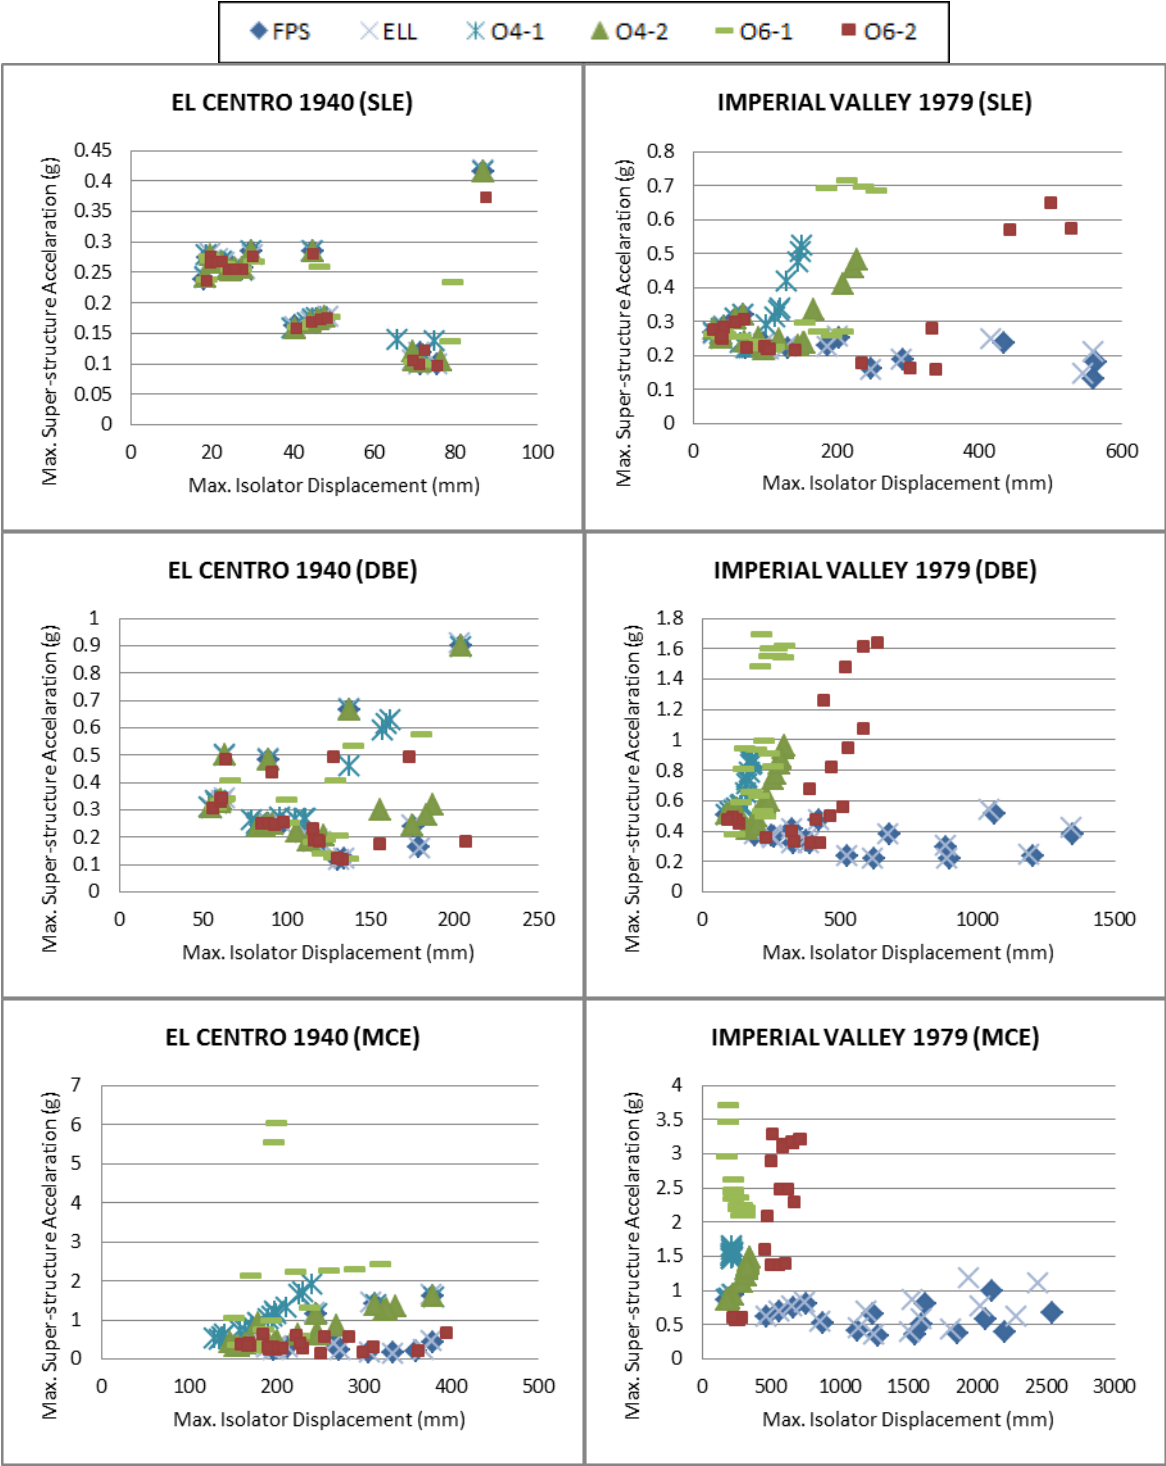 FPS ELL O4-1 O4-2 O6-1 O6-2
EL CENTRO 1940 (SLE)
Max. Super-structure Accelaration (g)
0.45
0.4
0.35
0.3
0.25
0.2
0.15
0.1
0.05
0
0 20 40 60 80 100
Max. Isolator Displacement (mm)
IMPERIAL VALLEY 1979 (SLE)
Max. Super-structure Accelaration (g)
0.8
0.7
0.6
0.5
0.4
0.3
0.2
0.1
0
0 200 400 600
Max. Isolator Displacement (mm)
EL CENTRO 1940 (DBE)
Max. Super-structure Accelaration (g)
1
0.9
0.8
0.7
0.6
0.5
0.4
0.3
0.2
0.1
0
0 50 100 150 200 250
Max. Isolator Displacement (mm)
IMPERIAL VALLEY 1979 (DBE)
Max. Super-structure Accelaration (g)
1.8
1.6
1.4
1.2
1
0.8
0.6
0.4
0.2
0
0 500 1000 1500
Max. Isolator Displacement (mm)
EL CENTRO 1940 (MCE)
Max. Super-structure Accelaration (g)
7
6
5
4
3
2
1
0
0 100 200 300 400 500
Max. Isolator Displacement (mm)
IMPERIAL VALLEY 1979 (MCE)
Max. Super-structure Accelaration (g)
4
3.5
3
2.5
2
1.5
1
0.5
0
0 500 1000 1500 2000 2500 3000
Max. Isolator Displacement (mm)